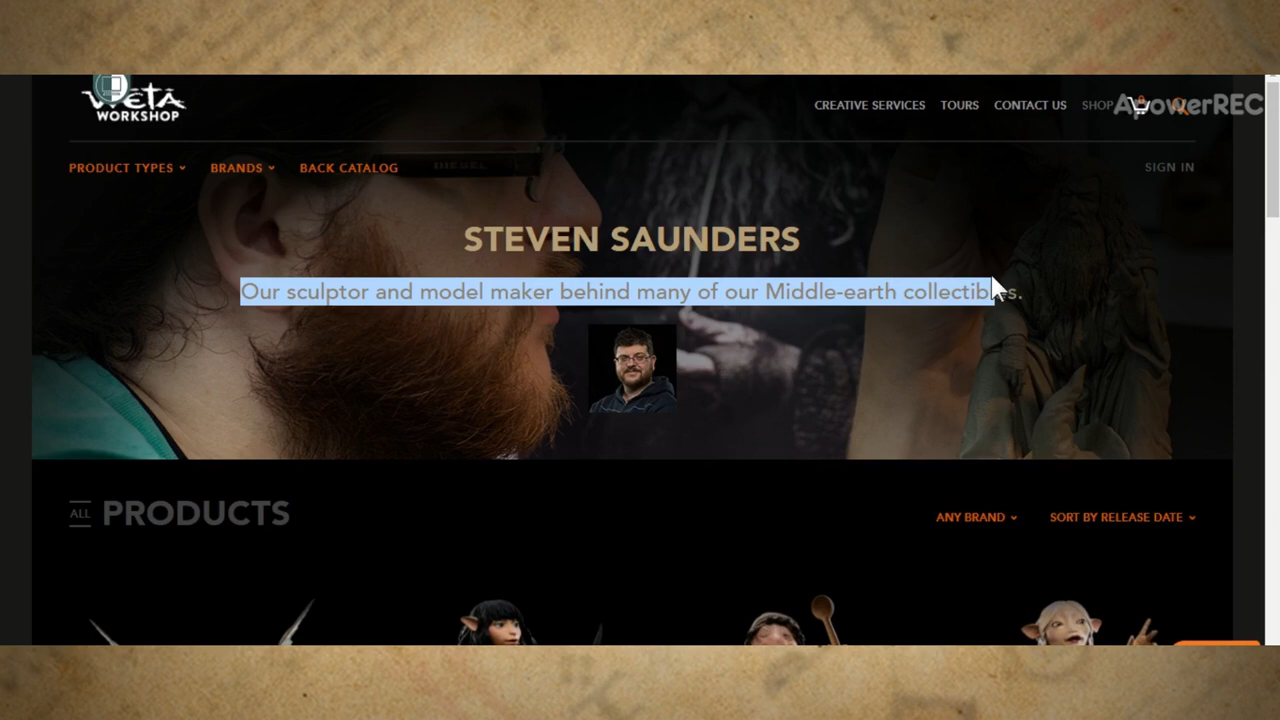 WETA
WORKSHOP
CREATIVE SERVICES TOURS CONTACT US SHOP
ApowerREC
PRODUCT TYPES BRANDS BACK CATALOG SIGN IN
STEVEN SAUNDERS
Our sculptor and model maker behind many of our Middle-earth collectibles.
ALL PRODUCTS
ANY BRAND SORT BY RELEASE DATE